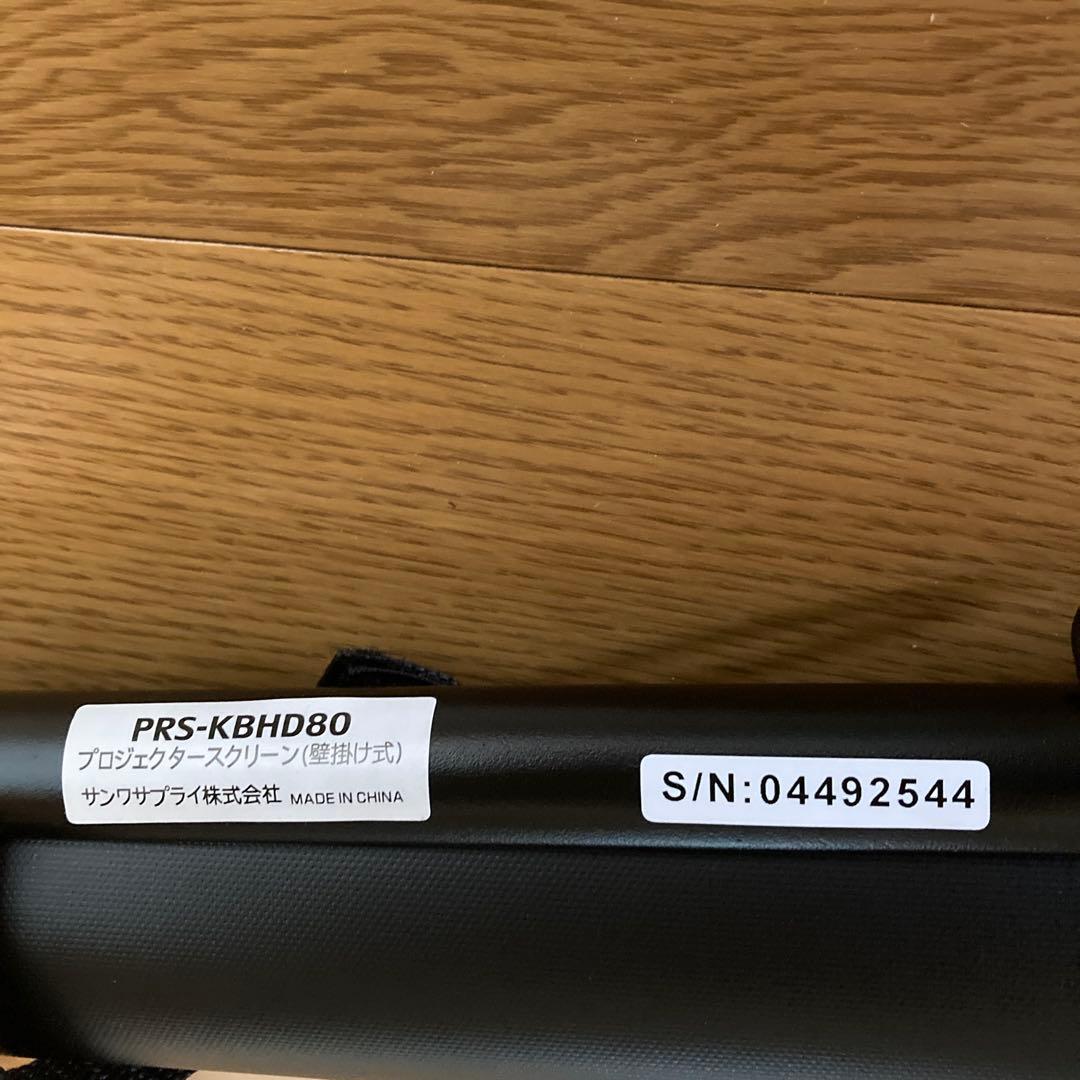 PRS-KBHD80
プロジェクタースクリーン(壁掛け式)
サンワサプライ株式会社 MADE IN CHINA
S/N:04492544